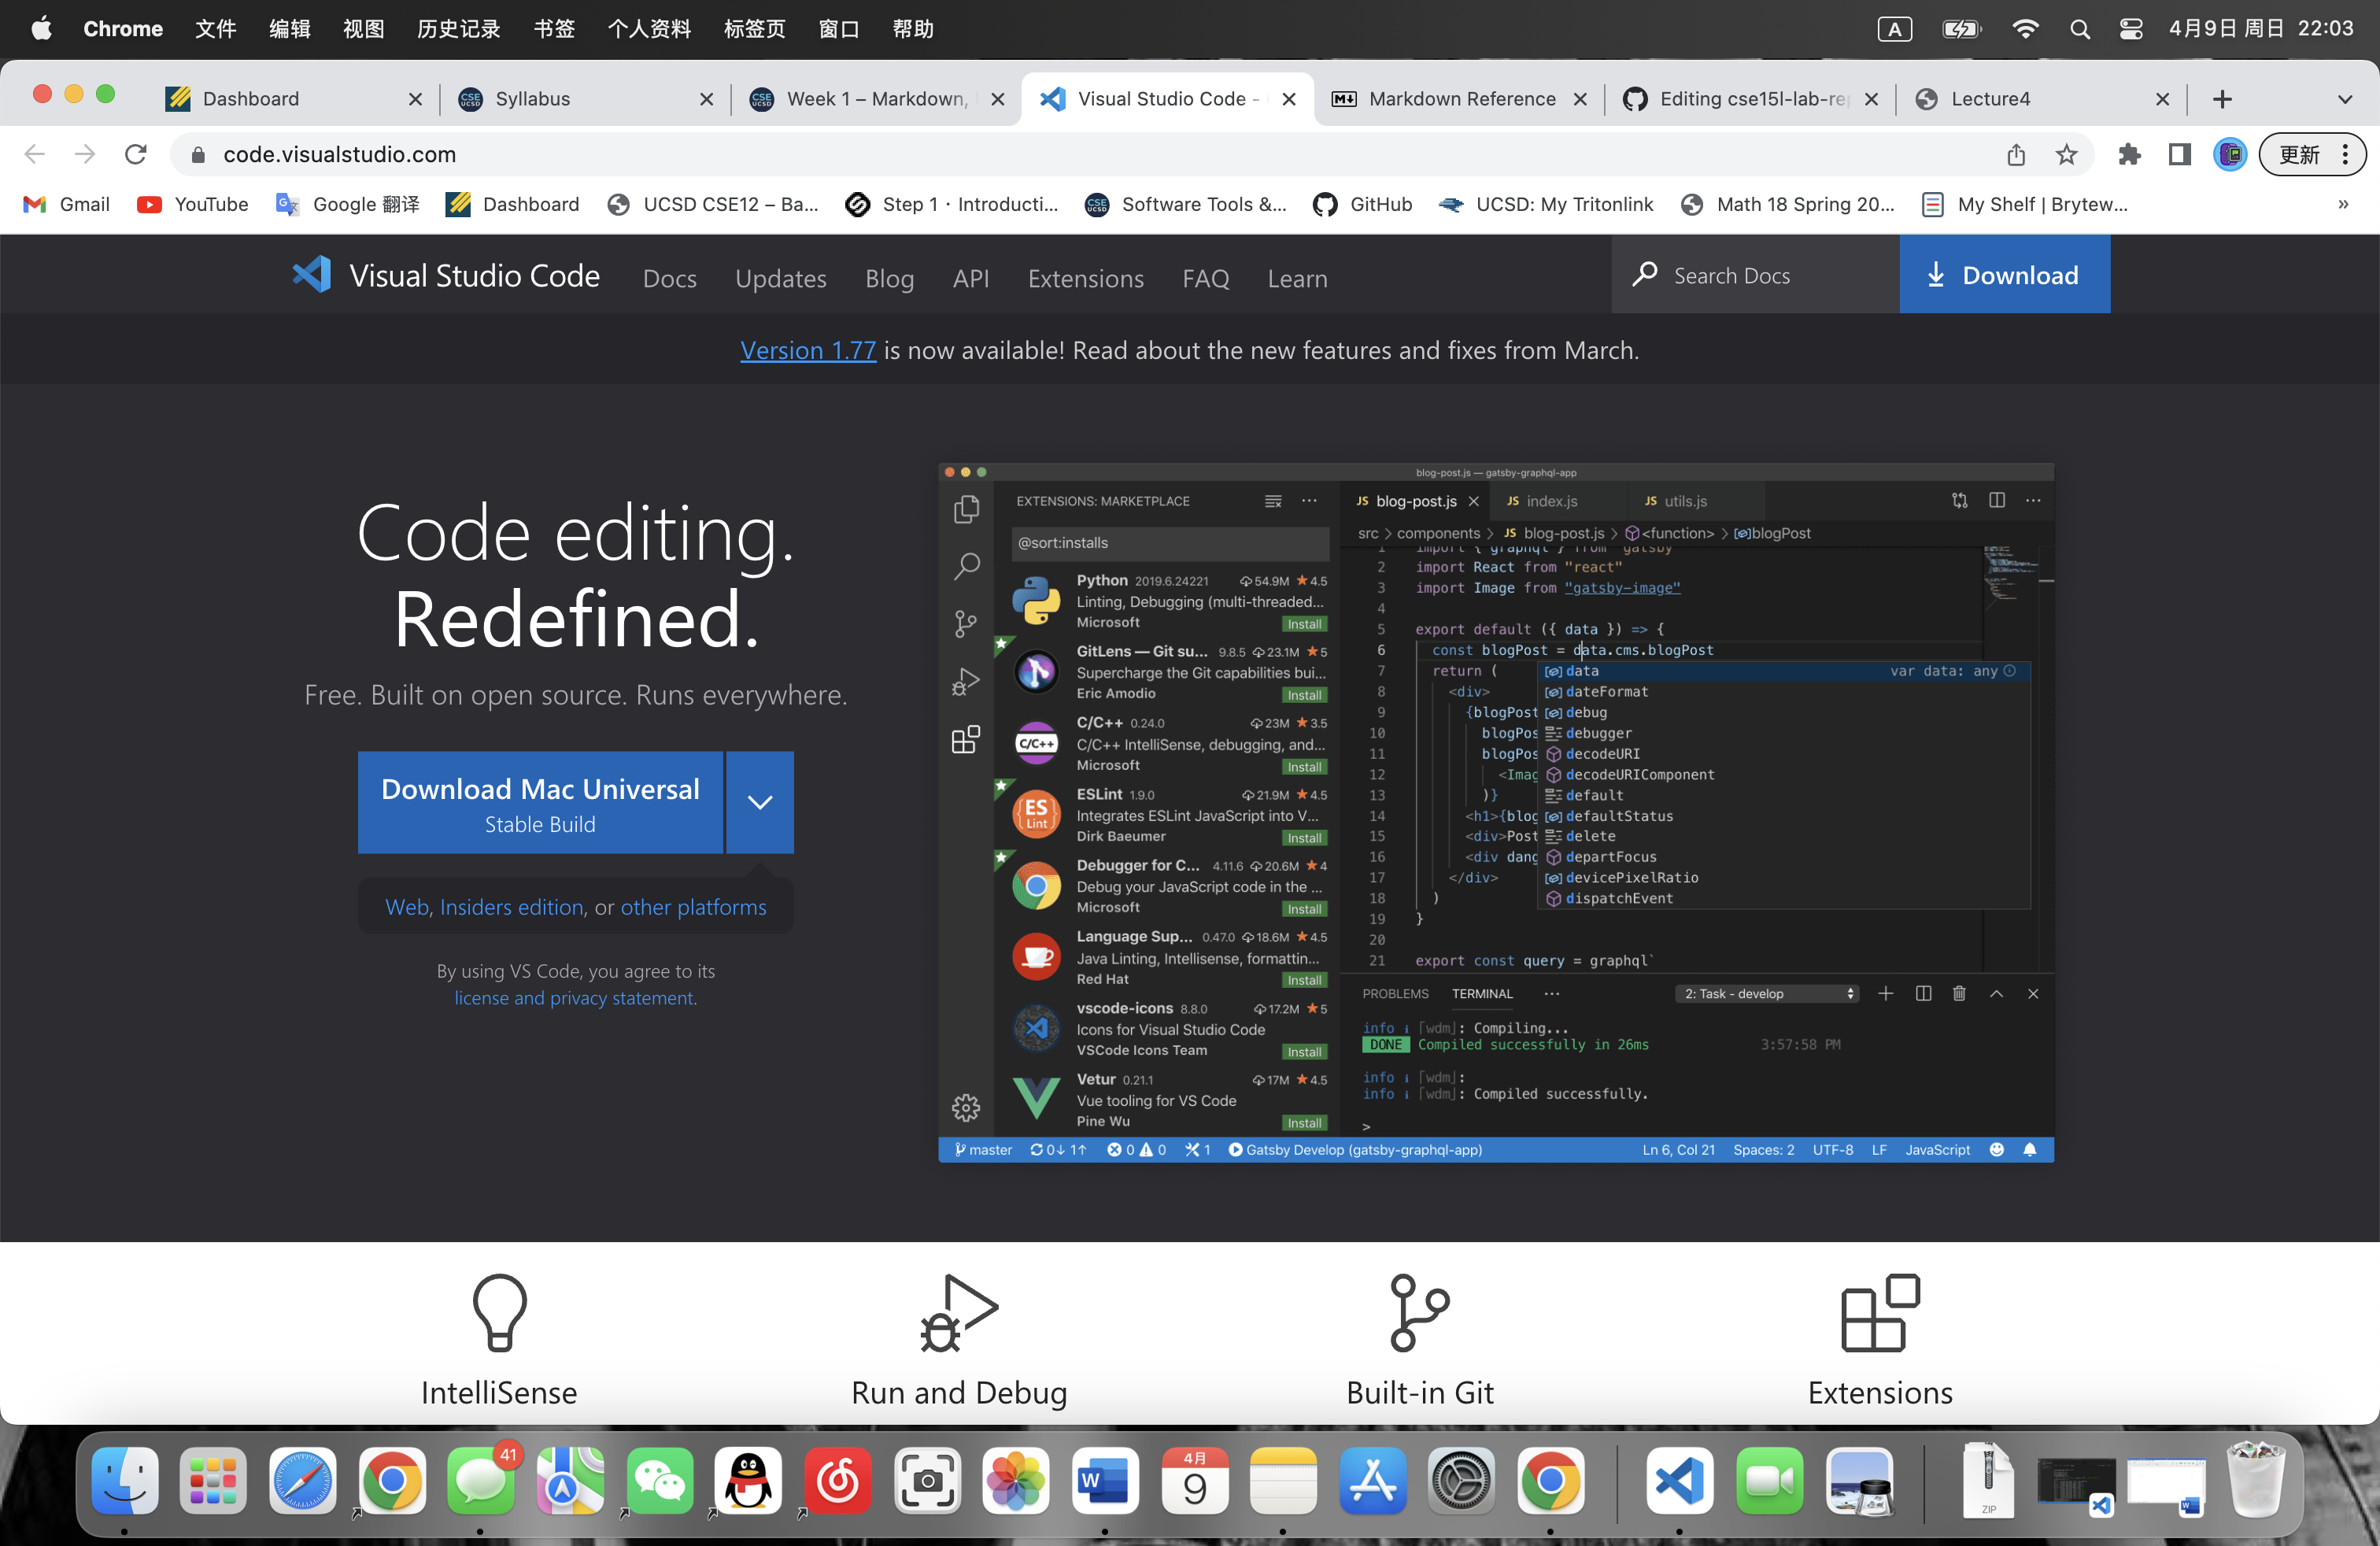 Chrome 文件 编辑 视图 历史记录 书签 个人资料 标签页 窗口 帮助 A 4月9日 周日 22:03
Dashboard Syllabus Week 1 – Markdown, Visual Studio Code - Markdown Reference Editing cse15l-lab-rep Lecture4
code.visualstudio.com 更新
Gmail YouTube Google 翻译 Dashboard UCSD CSE12 – Ba... Step 1 · Introducti... Software Tools &... GitHub UCSD: My Tritonlink Math 18 Spring 20... My Shelf | Brytew... »
Visual Studio Code Docs Updates Blog API Extensions FAQ Learn Search Docs Download
Version 1.77 is now available! Read about the new features and fixes from March.
Code editing.
Redefined.
Free. Built on open source. Runs everywhere.
Download Mac Universal
Stable Build
Web, Insiders edition, or other platforms
By using VS Code, you agree to its
license and privacy statement.
blog-post.js — gatsby-graphql-app
EXTENSIONS: MARKETPLACE
@sort:installs
Python 2019.6.24221 54.9M 4.5
Linting, Debugging (multi-threaded...
Microsoft Install
GitLens — Git su... 9.8.5 23.1M 5
Supercharge the Git capabilities bui...
Eric Amodio Install
C/C++ 0.24.0 23M 3.5
C/C++ C/C++ IntelliSense, debugging, and...
Microsoft Install
ESLint 1.9.0 21.9M 4.5
ES Lint Integrates ESLint JavaScript into V...
Dirk Baeumer Install
Debugger for C... 4.11.6 20.6M 4
Debug your JavaScript code in the ...
Microsoft Install
Language Sup... 0.47.0 18.6M 4.5
Java Linting, Intellisense, formattin...
Red Hat Install
vscode-icons 8.8.0 17.2M 5
Icons for Visual Studio Code
VSCode Icons Team Install
Vetur 0.21.1 17M 4.5
Vue tooling for VS Code
Pine Wu Install
JS blog-post.js JS index.js JS utils.js
src > components > JS blog-post.js > <function> > blogPost
1 import { graphql } from "gatsby"
2 import React from "react"
3 import Image from "gatsby-image"
4
5 export default ({ data }) => {
6 const blogPost = data.cms.blogPost
7 return (
8 <div>
9 {blogPost
10 blogPos
11 blogPos
12 <Imag
13 )}
14 <h1>{blog
15 <div>Post
16 <div dang
17 </div>
18 )
19 }
20
21 export const query = graphql`
data var data: any
dateFormat
debug
debugger
decodeURI
decodeURIComponent
default
defaultStatus
delete
departFocus
devicePixelRatio
dispatchEvent
PROBLEMS TERMINAL ... 2: Task - develop
info i ｢wdm｣: Compiling...
DONE Compiled successfully in 26ms 3:57:58 PM
info i ｢wdm｣:
info i ｢wdm｣: Compiled successfully.
>
master 0↓ 1↑ 0 0 1 Gatsby Develop (gatsby-graphql-app) Ln 6, Col 21 Spaces: 2 UTF-8 LF JavaScript
IntelliSense Run and Debug Built-in Git Extensions
41
W
4月
9
ZIP